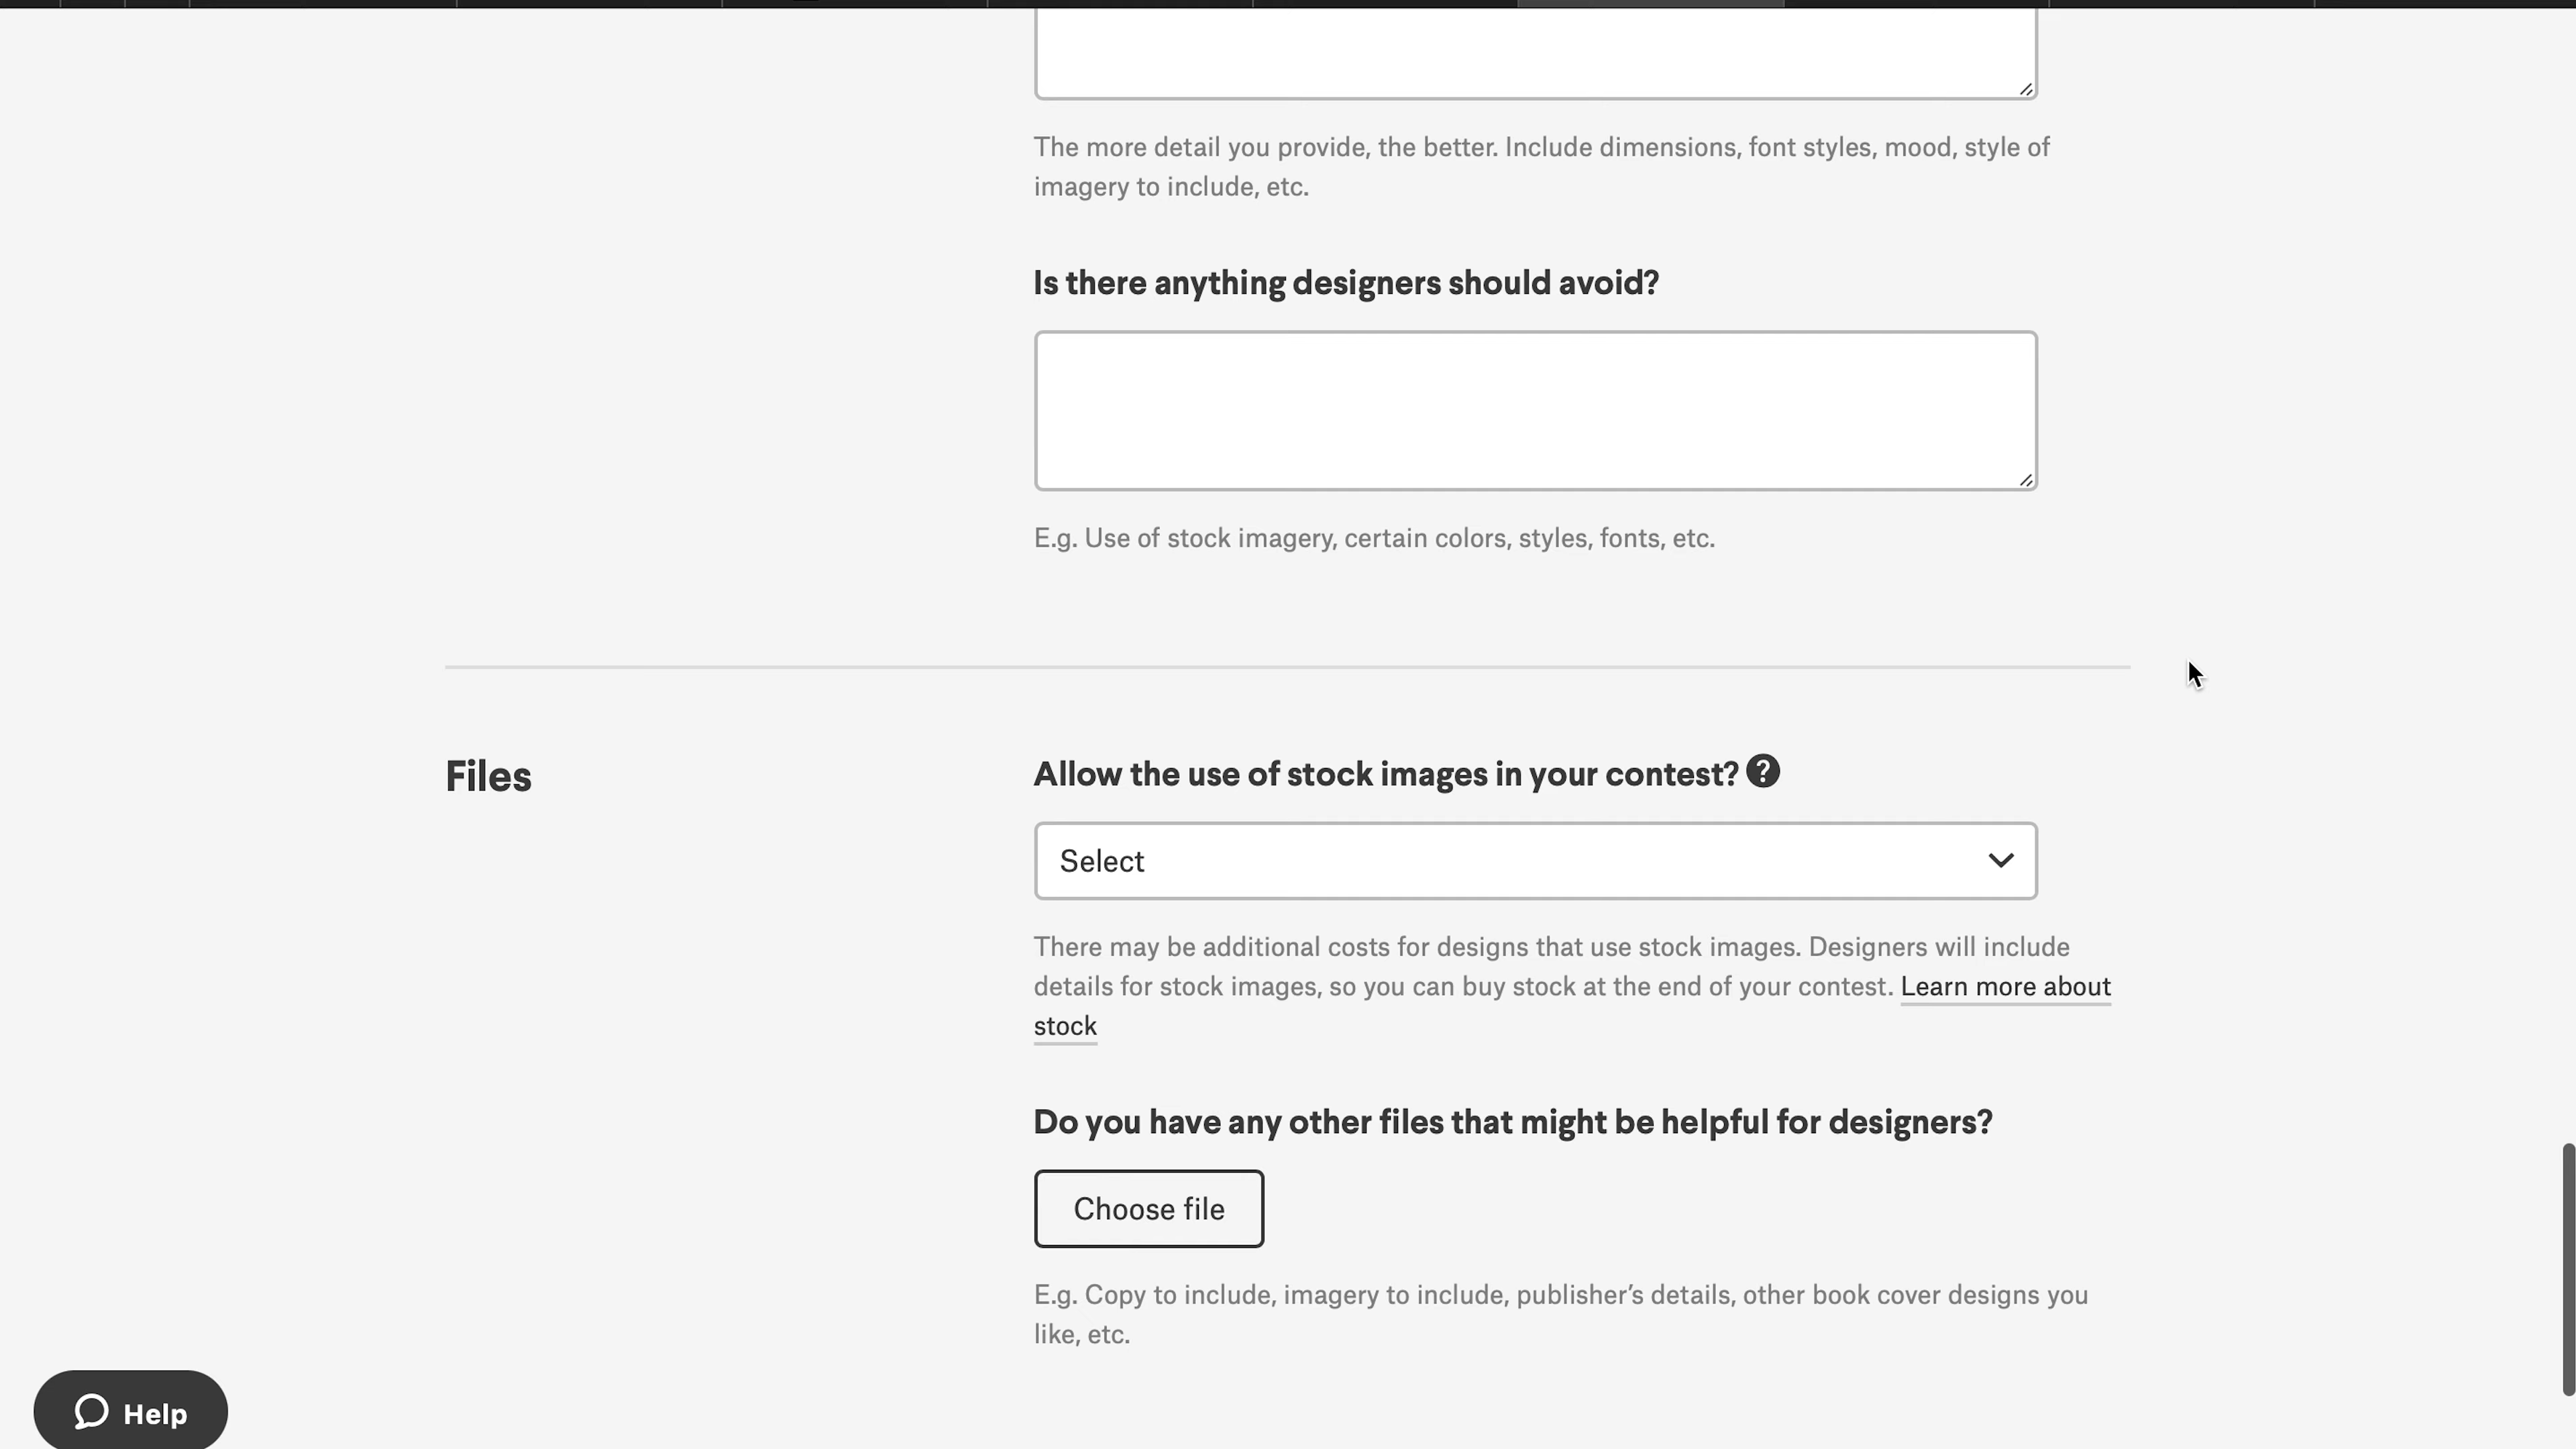 The more detail you provide, the better. Include dimensions, font styles, mood, style of
imagery to include, etc.
Is there anything designers should avoid?
E.g. Use of stock imagery, certain colors, styles, fonts, etc.
Files
Allow the use of stock images in your contest? ?
Select
There may be additional costs for designs that use stock images. Designers will include
details for stock images, so you can buy stock at the end of your contest. Learn more about
stock
Do you have any other files that might be helpful for designers?
Choose file
E.g. Copy to include, imagery to include, publisher’s details, other book cover designs you
like, etc.
Help